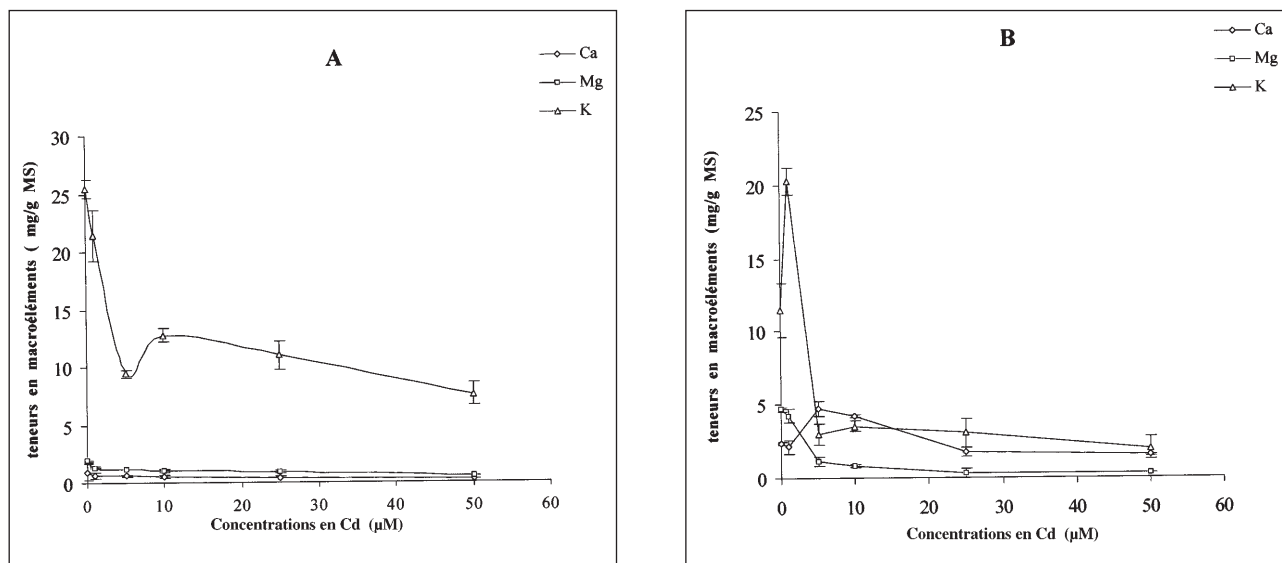 A
Ca
Mg
K
teneurs en macroéléments ( mg/g MS)
30
25
20
15
10
5
0
0 10 20 30 40 50 60
Concentrations en Cd (µM)
B
Ca
Mg
K
teneurs en macroéléments (mg/g MS)
25
20
15
10
5
0
0 10 20 30 40 50 60
Concentrations en Cd (µM)